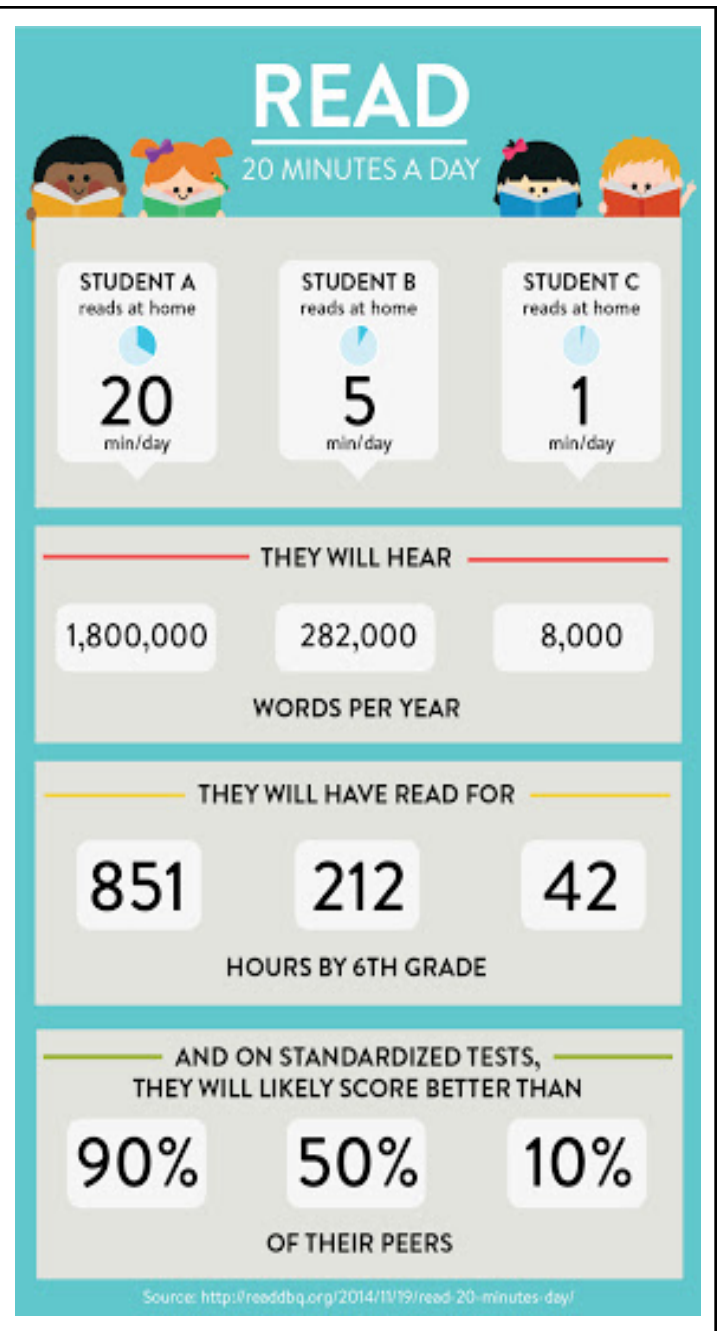 READ
20 MINUTES A DAY
STUDENT A
reads at home
20
min/day
STUDENT B
reads at home
5
min/day
STUDENT C
reads at home
1
min/day
THEY WILL HEAR
1,800,000 282,000 8,000
WORDS PER YEAR
THEY WILL HAVE READ FOR
851 212 42
HOURS BY 6TH GRADE
AND ON STANDARDIZED TESTS,
THEY WILL LIKELY SCORE BETTER THAN
90% 50% 10%
OF THEIR PEERS
Source: http://readdbq.org/2014/11/19/read-20-minutes-day/